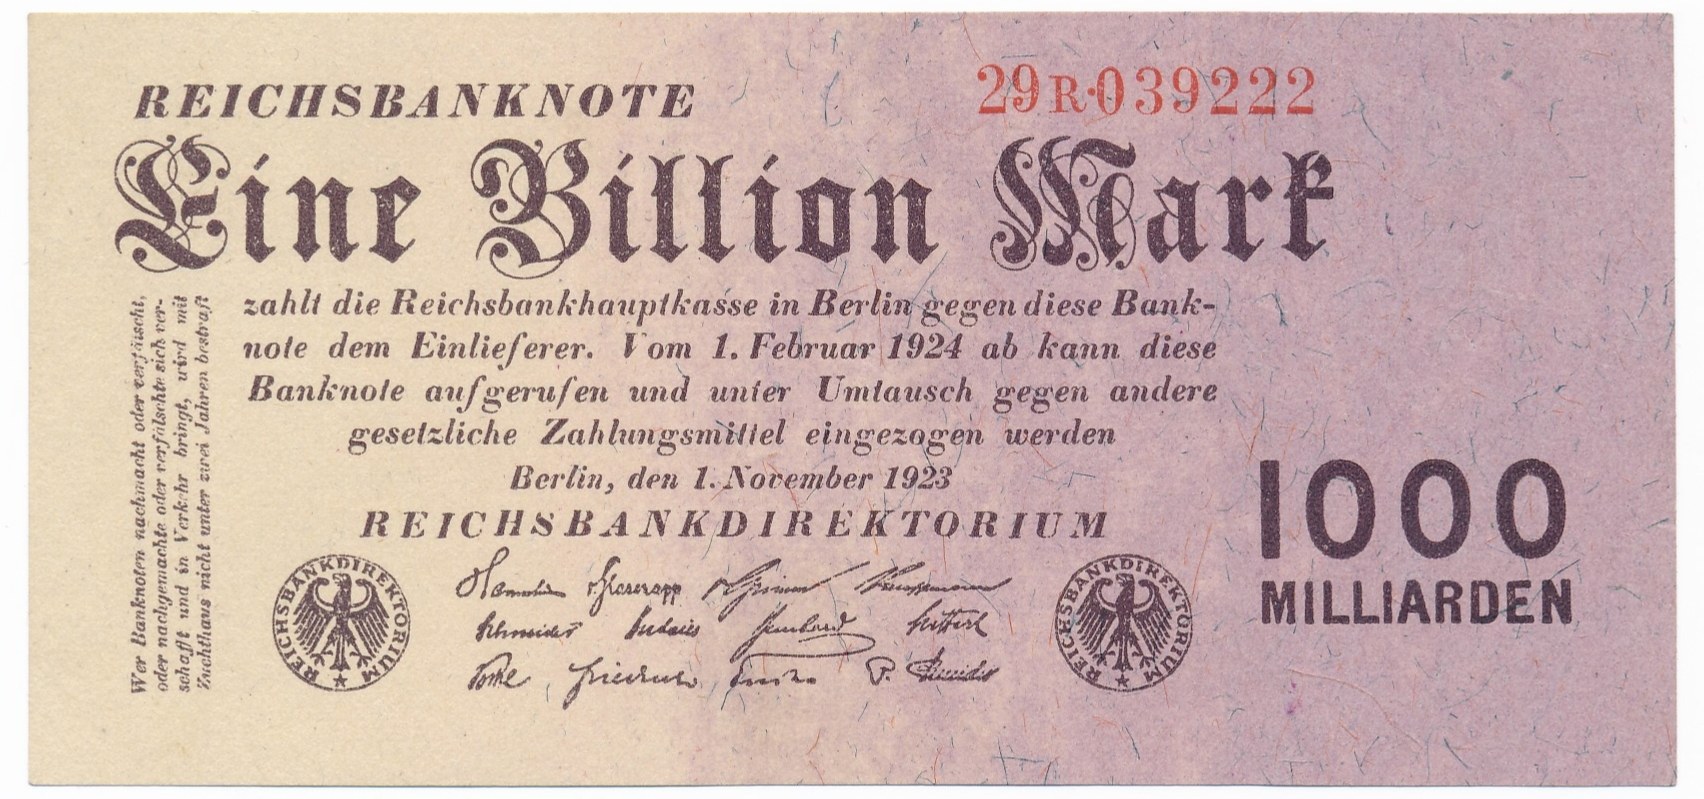 REICHSBANKNOTE
29R·039222
Eine Billion Mark
zahlt die Reichsbankhauptkasse in Berlin gegen diese Bank-
note dem Einlieferer. Vom 1. Februar 1924 ab kann diese
Banknote aufgerufen und unter Umtausch gegen andere
gesetzliche Zahlungsmittel eingezogen werden
Berlin, den 1. November 1923
REICHSBANKDIREKTORIUM
1000
MILLIARDEN
REICHSBANKDIREKTORIUM
REICHSBANKDIREKTORIUM
Schneider
Wer Banknoten nachmacht oder verfälscht,
oder nachgemachte oder verfälschte sich ver-
schafft und in Verkehr bringt, wird mit
Zuchthaus nicht unter zwei Jahren bestraft